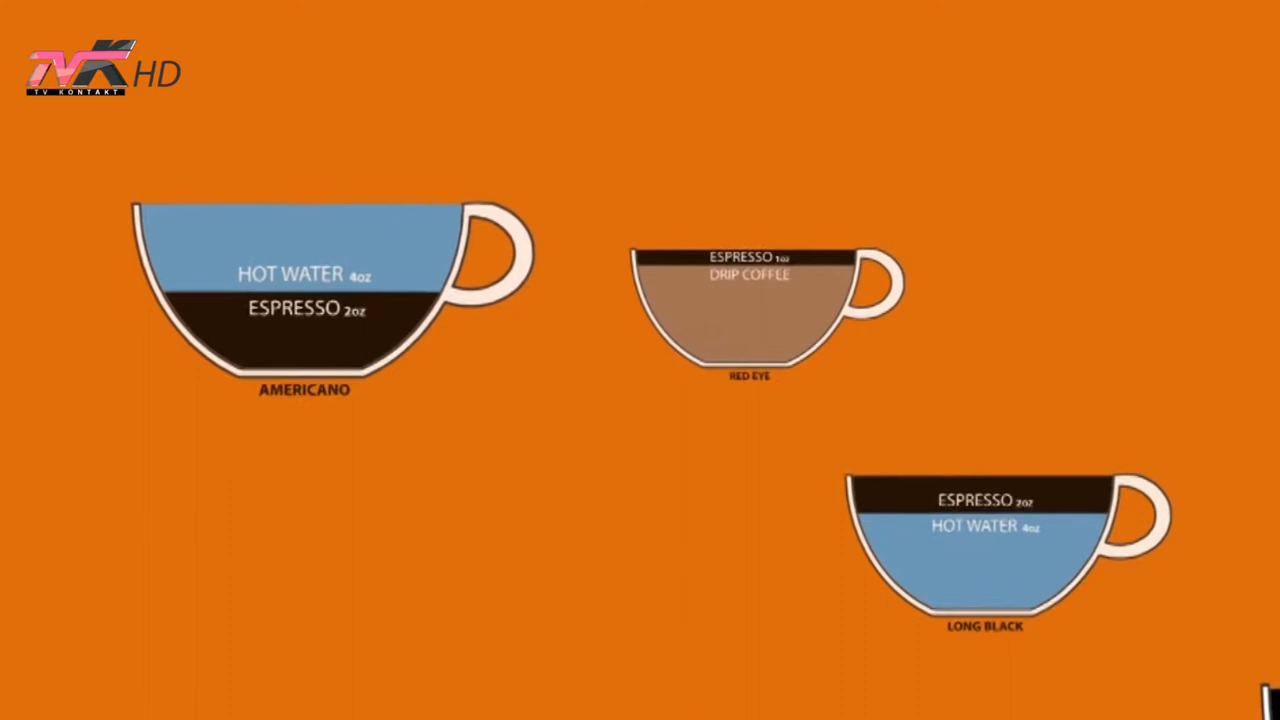 TVK HD
TV KONTAKT
HOT WATER 4oz
ESPRESSO 2oz
AMERICANO
ESPRESSO 1oz
DRIP COFFEE
RED EYE
ESPRESSO 2oz
HOT WATER 4oz
LONG BLACK